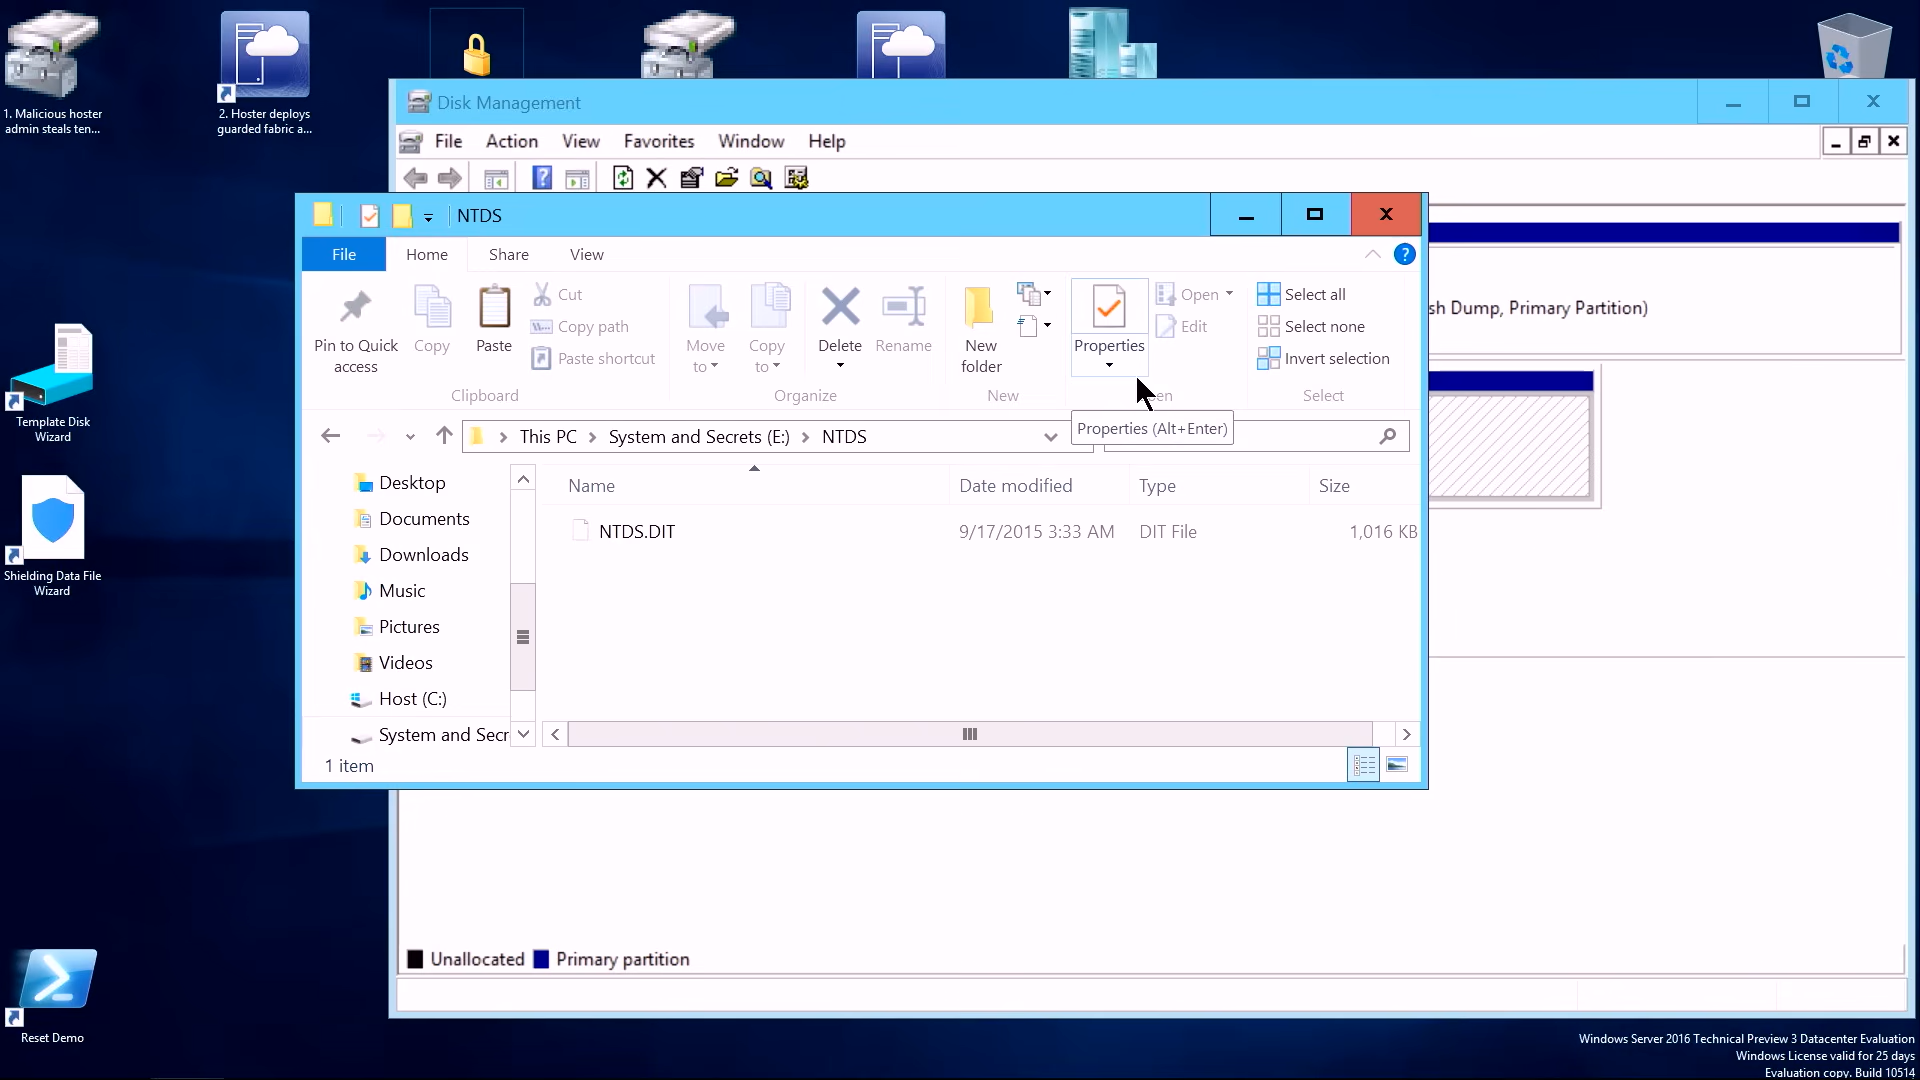 1. Malicious hoster
admin steals ten...
2. Hoster deploys
guarded fabric a...
Disk Management
File Action View Favorites Window Help
NTDS
File Home Share View
Pin to Quick
access
Copy
Paste
Cut
Copy path
Paste shortcut
Clipboard
Move
to
Copy
to
Delete
Rename
Organize
New
folder
New
Properties
Open
Edit
Select all
Select none
Invert selection
Select
sh Dump, Primary Partition)
This PC > System and Secrets (E:) > NTDS
Properties (Alt+Enter)
Desktop
Documents
Downloads
Music
Pictures
Videos
Host (C:)
System and Secr
Name Date modified Type Size
NTDS.DIT 9/17/2015 3:33 AM DIT File 1,016 KB
1 item
Unallocated Primary partition
Template Disk
Wizard
Shielding Data File
Wizard
Reset Demo
Windows Server 2016 Technical Preview 3 Datacenter Evaluation
Windows License valid for 25 days
Evaluation copy. Build 10514